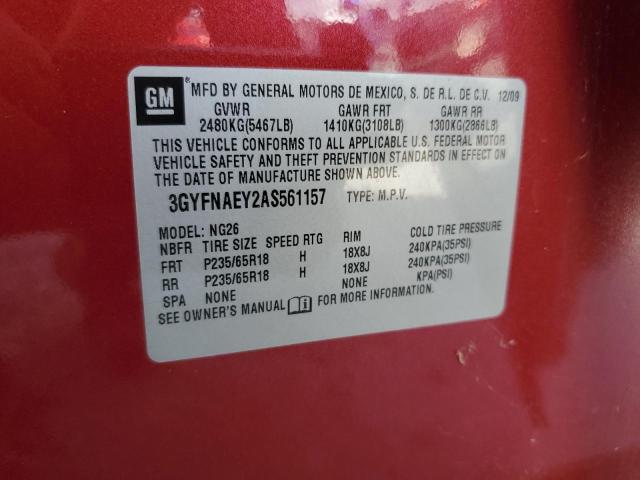 GM ® MFD BY GENERAL MOTORS DE MEXICO, S. DE R.L. DE C.V. 12/09
GVWR GAWR FRT GAWR RR
2480KG(5467LB) 1410KG(3108LB) 1300KG(2866LB)
THIS VEHICLE CONFORMS TO ALL APPLICABLE U.S. FEDERAL MOTOR
VEHICLE SAFETY AND THEFT PREVENTION STANDARDS IN EFFECT ON
THE DATE OF MANUFACTURE SHOWN ABOVE.
3GYFNAEY2AS561157 TYPE: M.P.V.
MODEL: NG26
NBFR TIRE SIZE SPEED RTG RIM COLD TIRE PRESSURE
FRT P235/65R18 H 18X8J 240KPA(35PSI)
RR P235/65R18 H 18X8J 240KPA(35PSI)
SPA NONE NONE KPA(PSI)
SEE OWNER'S MANUAL i FOR MORE INFORMATION.